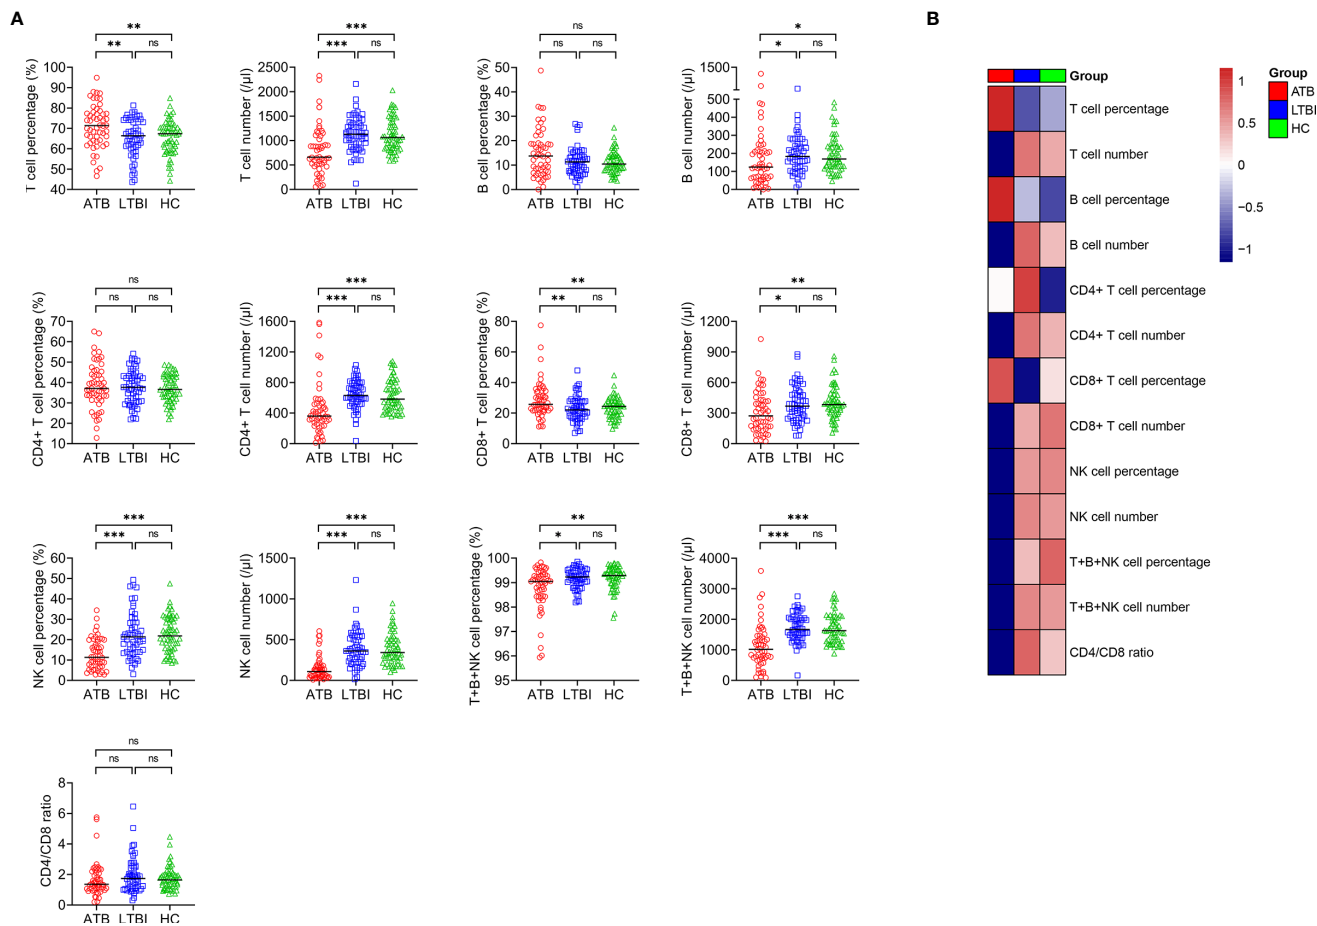 A
B
**
** ns
T cell percentage (%)
100
90
80
70
60
50
40
ATB LTBI HC
***
*** ns
T cell number (/μl)
2500
2000
1500
1000
500
0
ATB LTBI HC
ns
ns ns
B cell percentage (%)
50
40
30
20
10
0
ATB LTBI HC
*
* ns
B cell number (/μl)
1500
500
400
300
200
100
0
ATB LTBI HC
ns
ns ns
CD4+ T cell percentage (%)
70
60
50
40
30
20
10
ATB LTBI HC
***
*** ns
CD4+ T cell number (/μl)
1600
1200
800
400
0
ATB LTBI HC
**
** ns
CD8+ T cell percentage (%)
80
60
40
20
0
ATB LTBI HC
**
* ns
CD8+ T cell number (/μl)
1200
900
600
300
0
ATB LTBI HC
***
*** ns
NK cell percentage (%)
60
50
40
30
20
10
0
ATB LTBI HC
***
*** ns
NK cell number (/μl)
1500
1000
500
0
ATB LTBI HC
**
* ns
T+B+NK cell percentage (%)
100
99
98
97
96
95
ATB LTBI HC
***
*** ns
T+B+NK cell number (/μl)
4000
3000
2000
1000
0
ATB LTBI HC
ns
ns ns
CD4/CD8 ratio
8
6
4
2
0
ATB LTBI HC
Group
T cell percentage
T cell number
B cell percentage
B cell number
CD4+ T cell percentage
CD4+ T cell number
CD8+ T cell percentage
CD8+ T cell number
NK cell percentage
NK cell number
T+B+NK cell percentage
T+B+NK cell number
CD4/CD8 ratio
1
0.5
0
−0.5
−1
Group
ATB
LTBI
HC